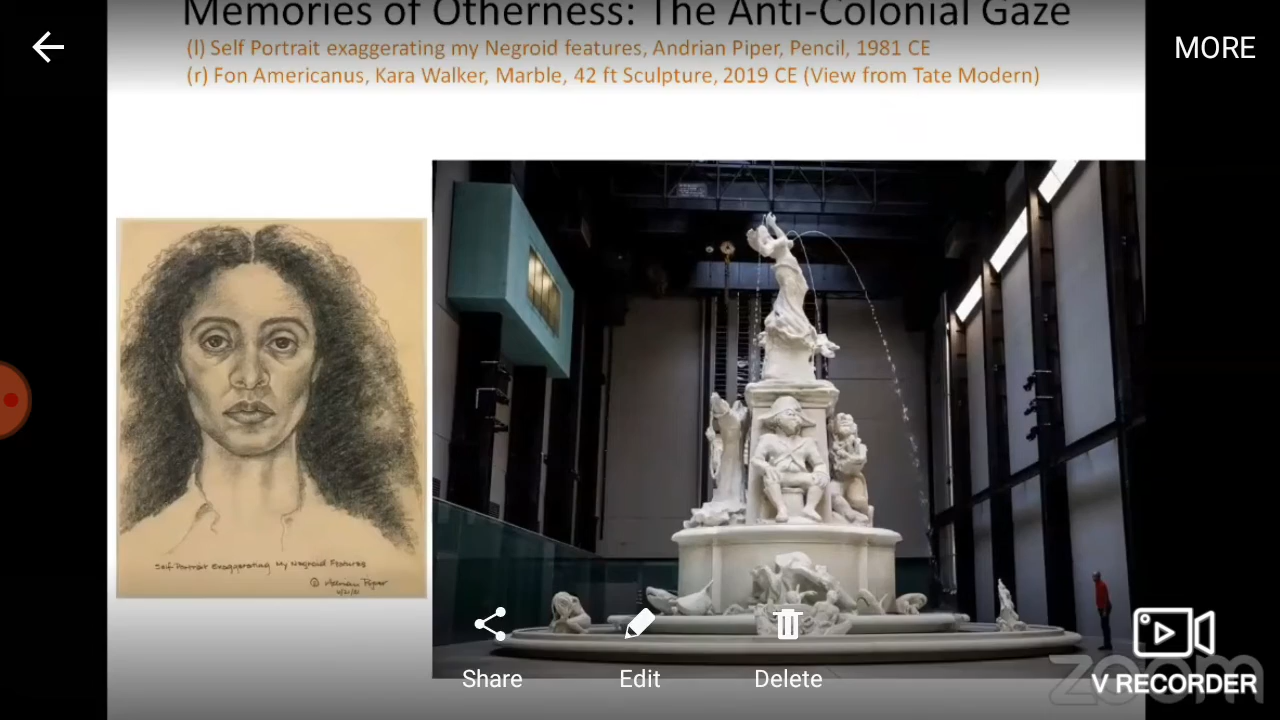 Memories of Otherness: The Anti-Colonial Gaze
(l) Self Portrait exaggerating my Negroid features, Andrian Piper, Pencil, 1981 CE
(r) Fon Americanus, Kara Walker, Marble, 42 ft Sculpture, 2019 CE (View from Tate Modern)
MORE
Self Portrait Exaggerating My Negroid Features
Adrian Piper
Share
Edit
Delete
zoom
V RECORDER